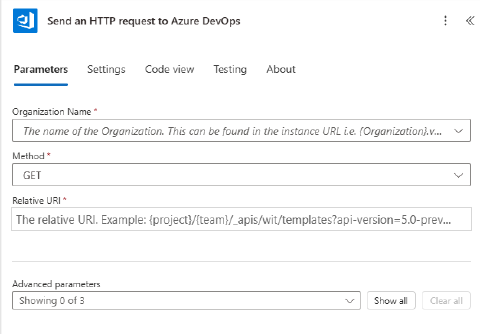 Send an HTTP request to Azure DevOps
Parameters Settings Code view Testing About
Organization Name *
The name of the Organization. This can be found in the instance URL i.e. {Organization}.v...
Method *
GET
Relative URI *
The relative URI. Example: {project}/{team}/_apis/wit/templates?api-version=5.0-prev...
Advanced parameters
Showing 0 of 3 Show all Clear all